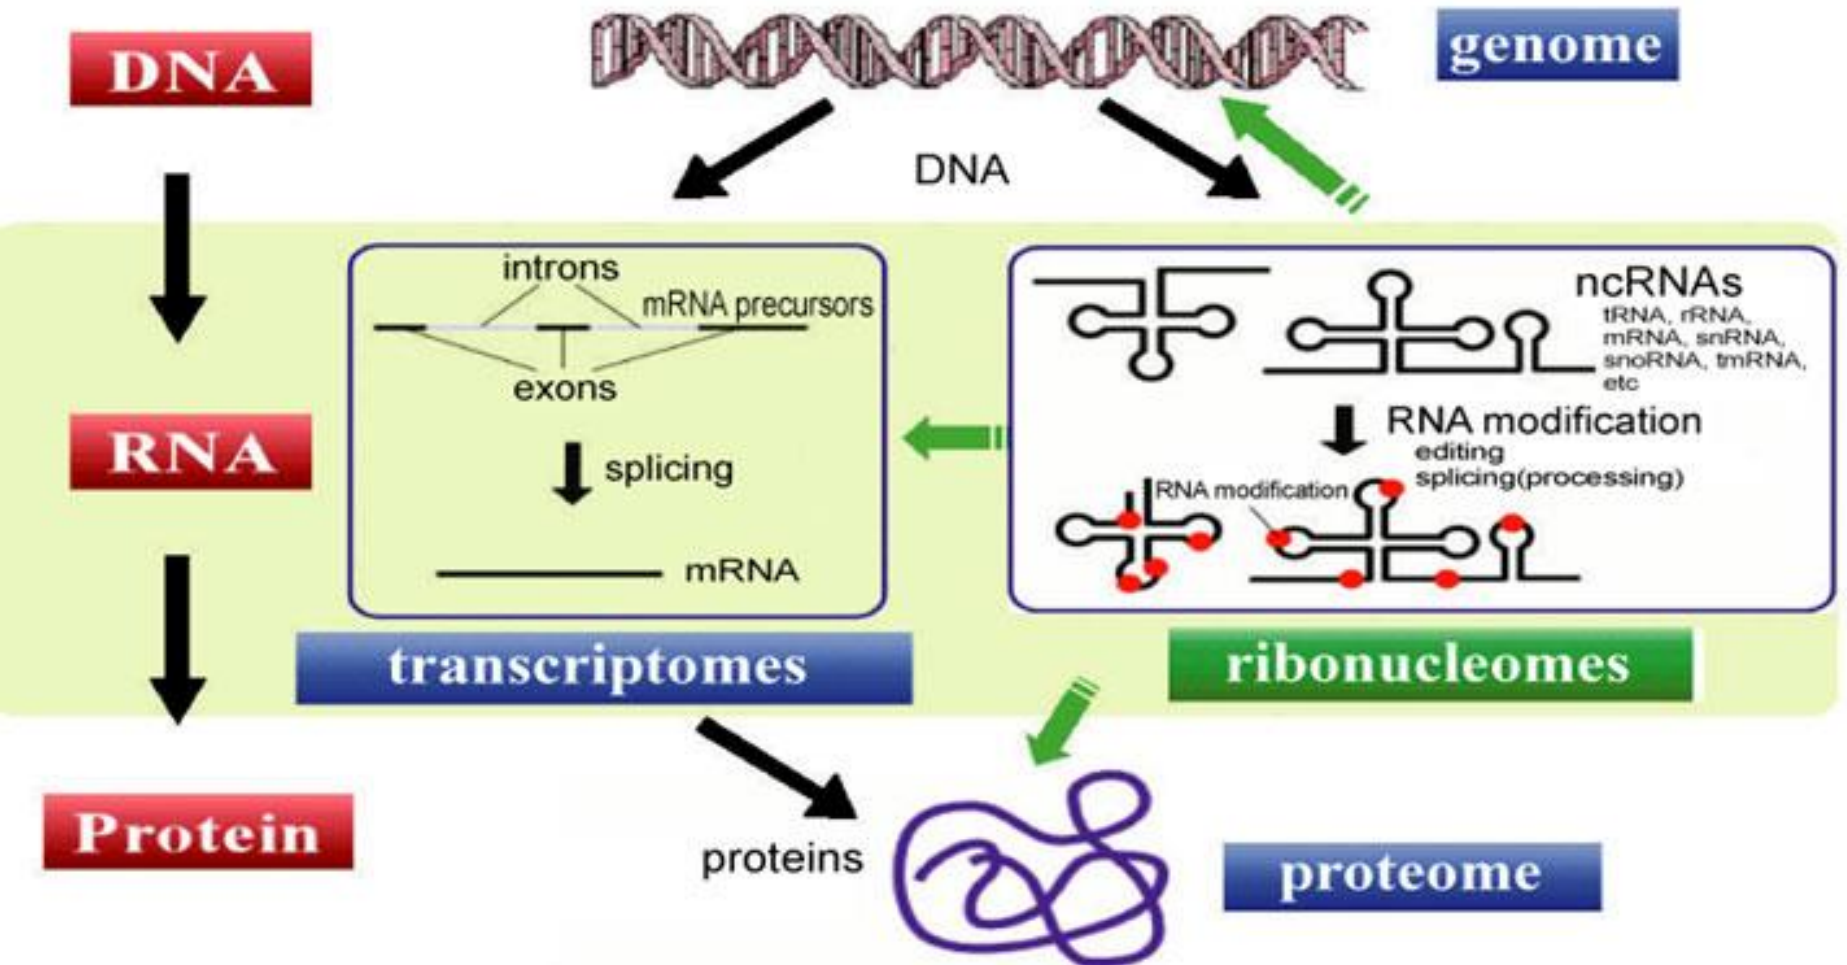 DNA
genome
DNA
introns
mRNA precursors
exons
splicing
mRNA
ncRNAs
tRNA, rRNA,
mRNA, snRNA,
snoRNA, tmRNA,
etc
RNA modification
editing
splicing(processing)
RNA modification
RNA
transcriptomes
ribonucleomes
Protein
proteins
proteome